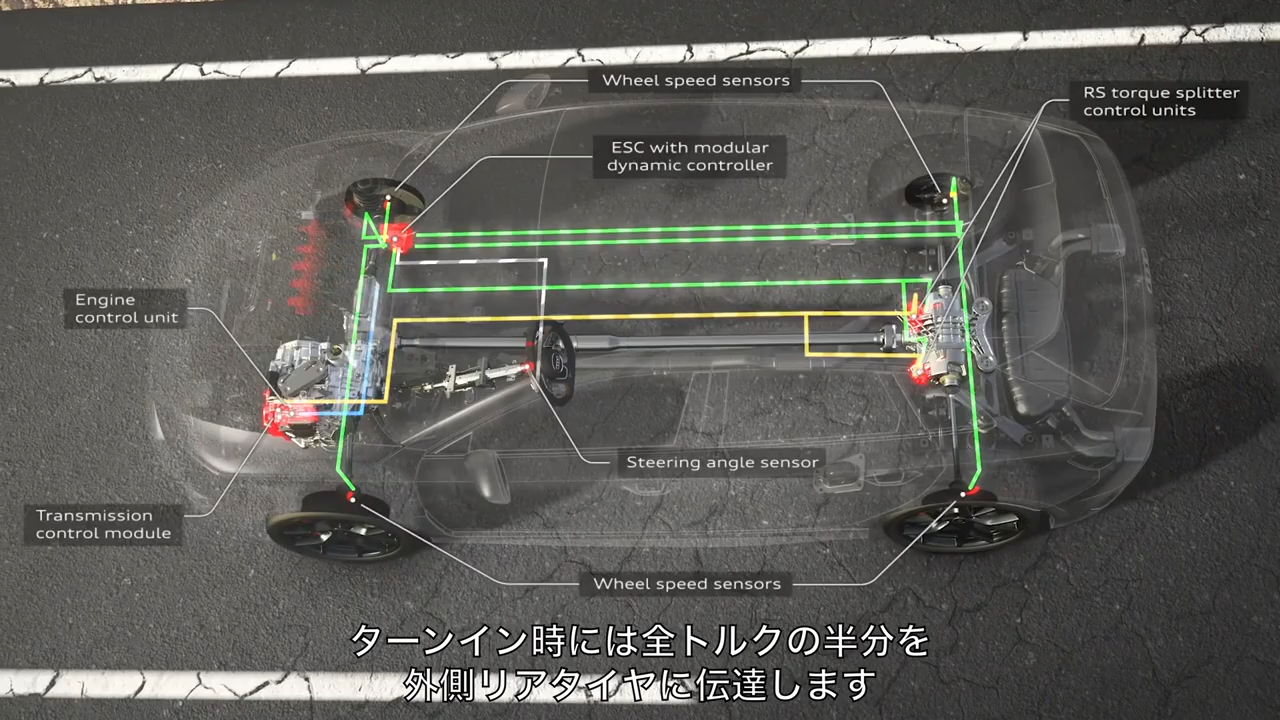 Wheel speed sensors
RS torque splitter
control units
ESC with modular
dynamic controller
Engine
control unit
Steering angle sensor
Transmission
control module
Wheel speed sensors
ターンイン時には全トルクの半分を
外側リアタイヤに伝達します